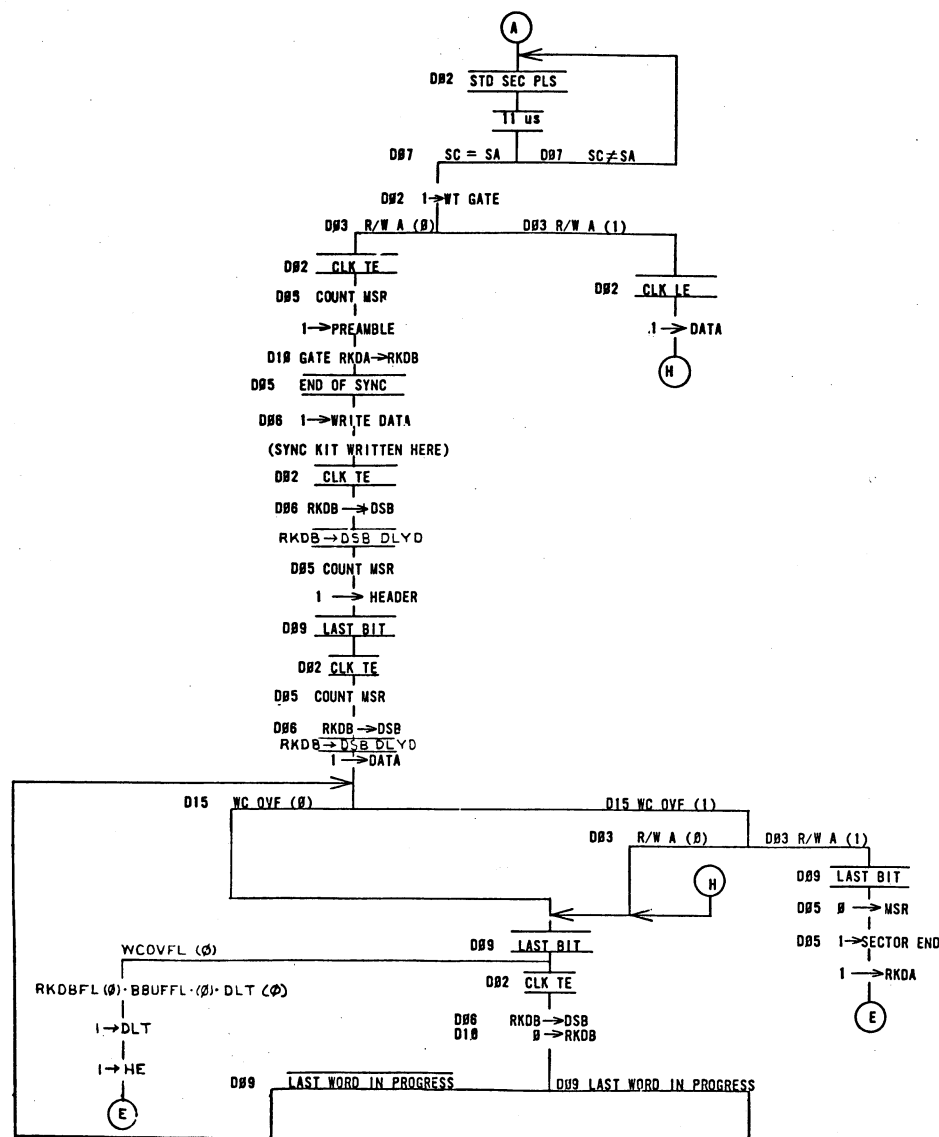 A
DØ2 STD SEC PLS
11 us
DØ7 SC = SA DØ7 SC≠SA
DØ2 1→WT GATE
DØ3 R/W A (Ø) DØ3 R/W A (1)
DØ2 CLK TE
DØ2 CLK LE
DØ5 COUNT MSR
1→PREAMBLE
.1→DATA
D1Ø GATE RKDA→RKDB
H
DØ5 END OF SYNC
DØ6 1→WRITE DATA
(SYNC KIT WRITTEN HERE)
DØ2 CLK TE
DØ6 RKDB→DSB
RKDB→DSB DLYD
DØ5 COUNT MSR
1→HEADER
DØ9 LAST BIT
DØ2 CLK TE
DØ5 COUNT MSR
DØ6 RKDB→DSB
RKDB→DSB DLYD
1→DATA
D15 WC OVF (Ø) D15 WC OVF (1)
DØ3 R/W A (Ø) DØ3 R/W A (1)
DØ9 LAST BIT
H
DØ5 Ø→MSR
DØ5 1→SECTOR END
DØ9 LAST BIT
WCOVFL (Ø)
1→RKDA
DØ2 CLK TE
RKDBFL(Ø)·BBUFFL·(Ø)·DLT(Ø)
E
DØ6 RKDB→DSB
D1Ø Ø→RKDB
1→DLT
1→HE
DØ9 LAST WORD IN PROGRESS DØ9 LAST WORD IN PROGRESS
E